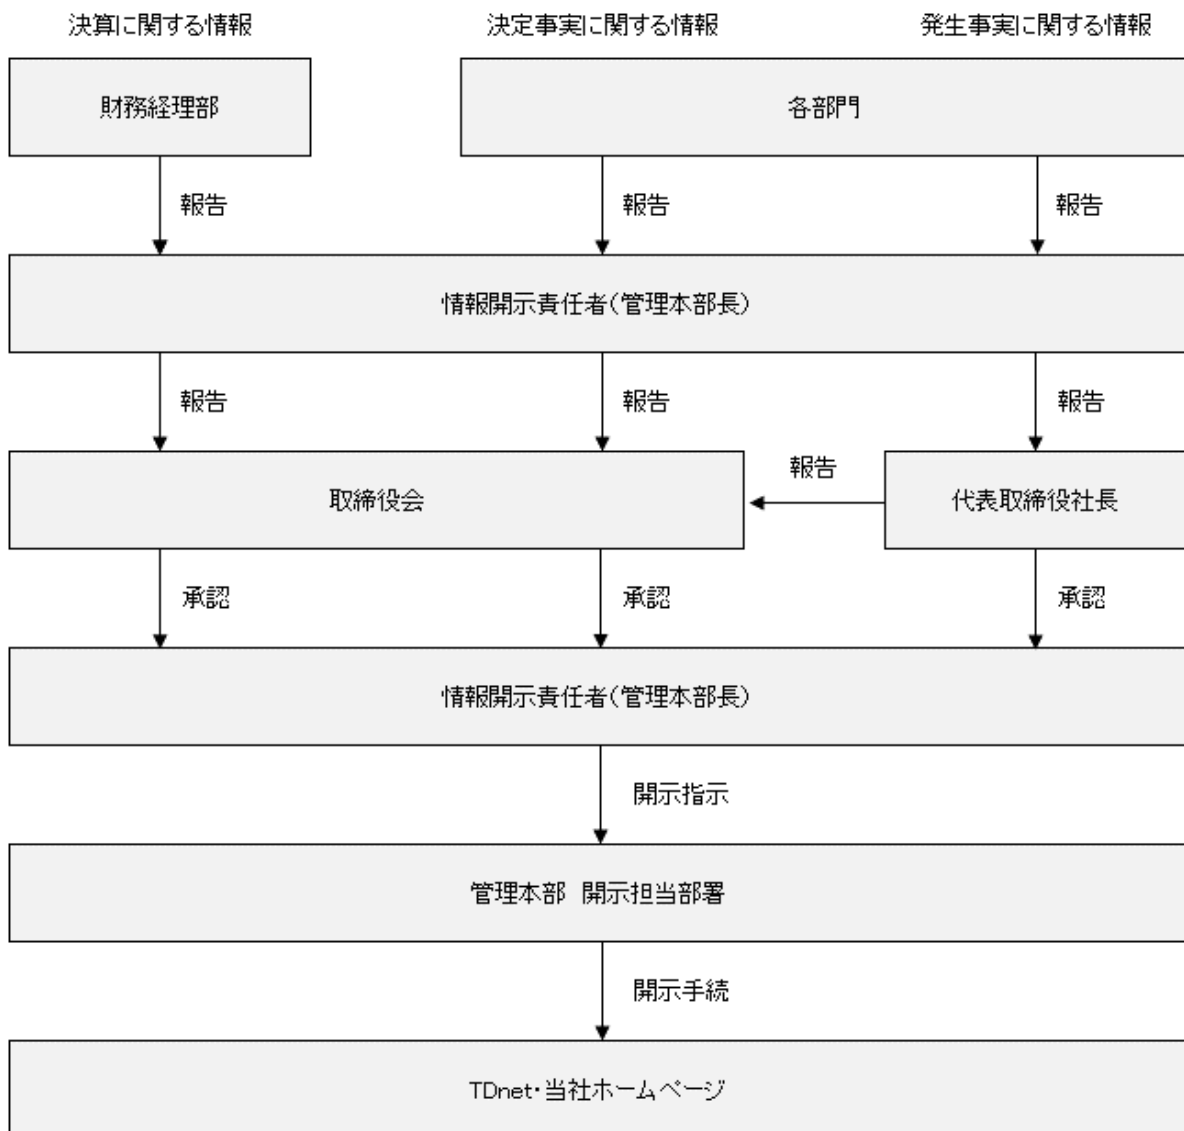 決算に関する情報
決定事実に関する情報
発生事実に関する情報
財務経理部
各部門
報告
報告
報告
情報開示責任者(管理本部長)
報告
報告
報告
取締役会
報告
代表取締役社長
承認
承認
承認
情報開示責任者(管理本部長)
開示指示
管理本部 開示担当部署
開示手続
TDnet・当社ホームページ